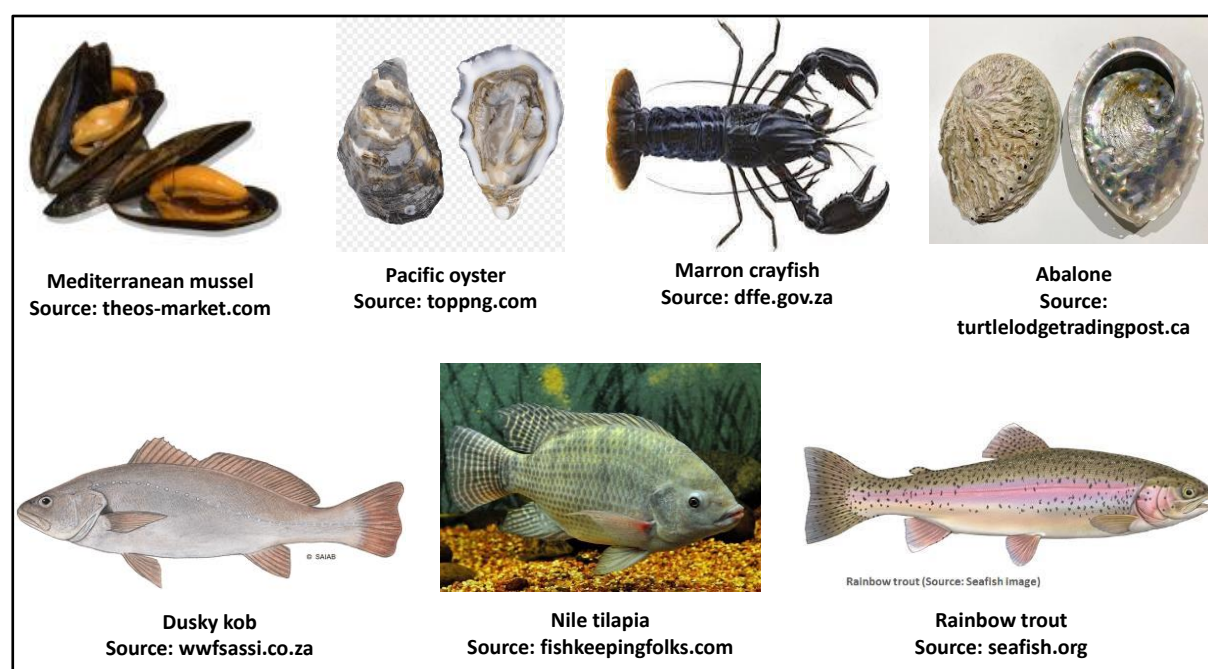 Mediterranean mussel
Source: theos-market.com
Pacific oyster
Source: toppng.com
Marron crayfish
Source: dffe.gov.za
Abalone
Source:
turtlelodgetradingpost.ca
© SAIAB
Rainbow trout (Source: Seafish image)
Dusky kob
Source: wwfsassi.co.za
Nile tilapia
Source: fishkeepingfolks.com
Rainbow trout
Source: seafish.org